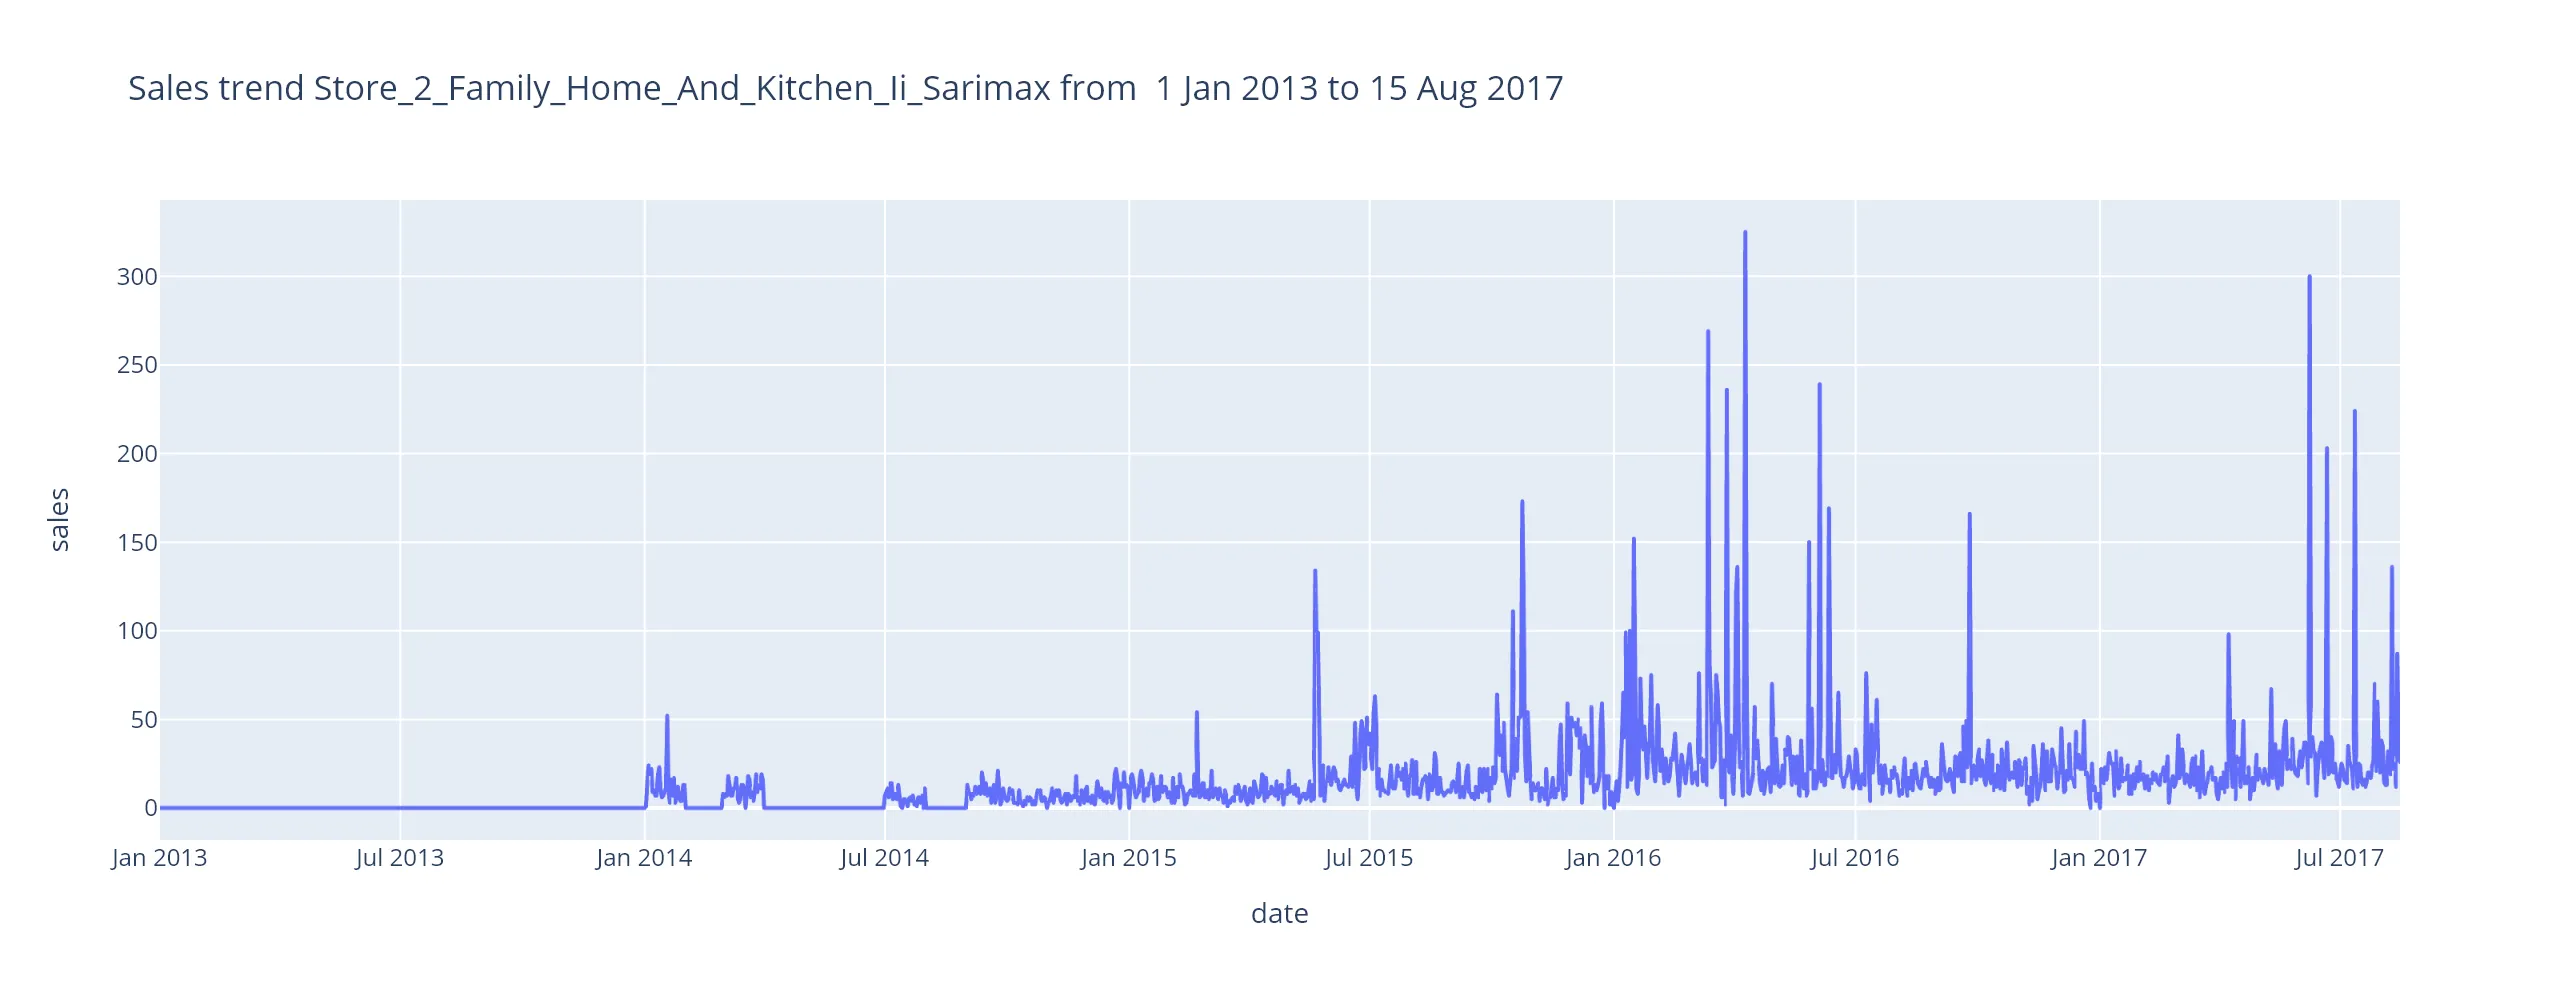 Sales trend Store_2_Family_Home_And_Kitchen_Ii_Sarimax from  1 Jan 2013 to 15 Aug 2017
300
250
200
150
100
50
0
sales
Jan 2013 Jul 2013 Jan 2014 Jul 2014 Jan 2015 Jul 2015 Jan 2016 Jul 2016 Jan 2017 Jul 2017
date